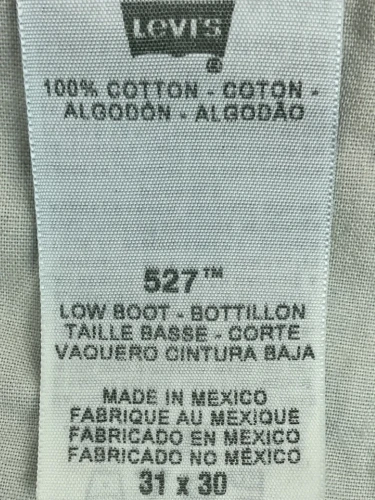 LEVI'S
®
100% COTTON - COTON -
ALGODÓN - ALGODÃO
527™
LOW BOOT - BOTTILLON
TAILLE BASSE - CORTE
VAQUERO CINTURA BAJA
MADE IN MEXICO
FABRIQUE AU MEXIQUE
FABRICADO EN MEXICO
FABRICADO NO MÉXICO
31 x 30